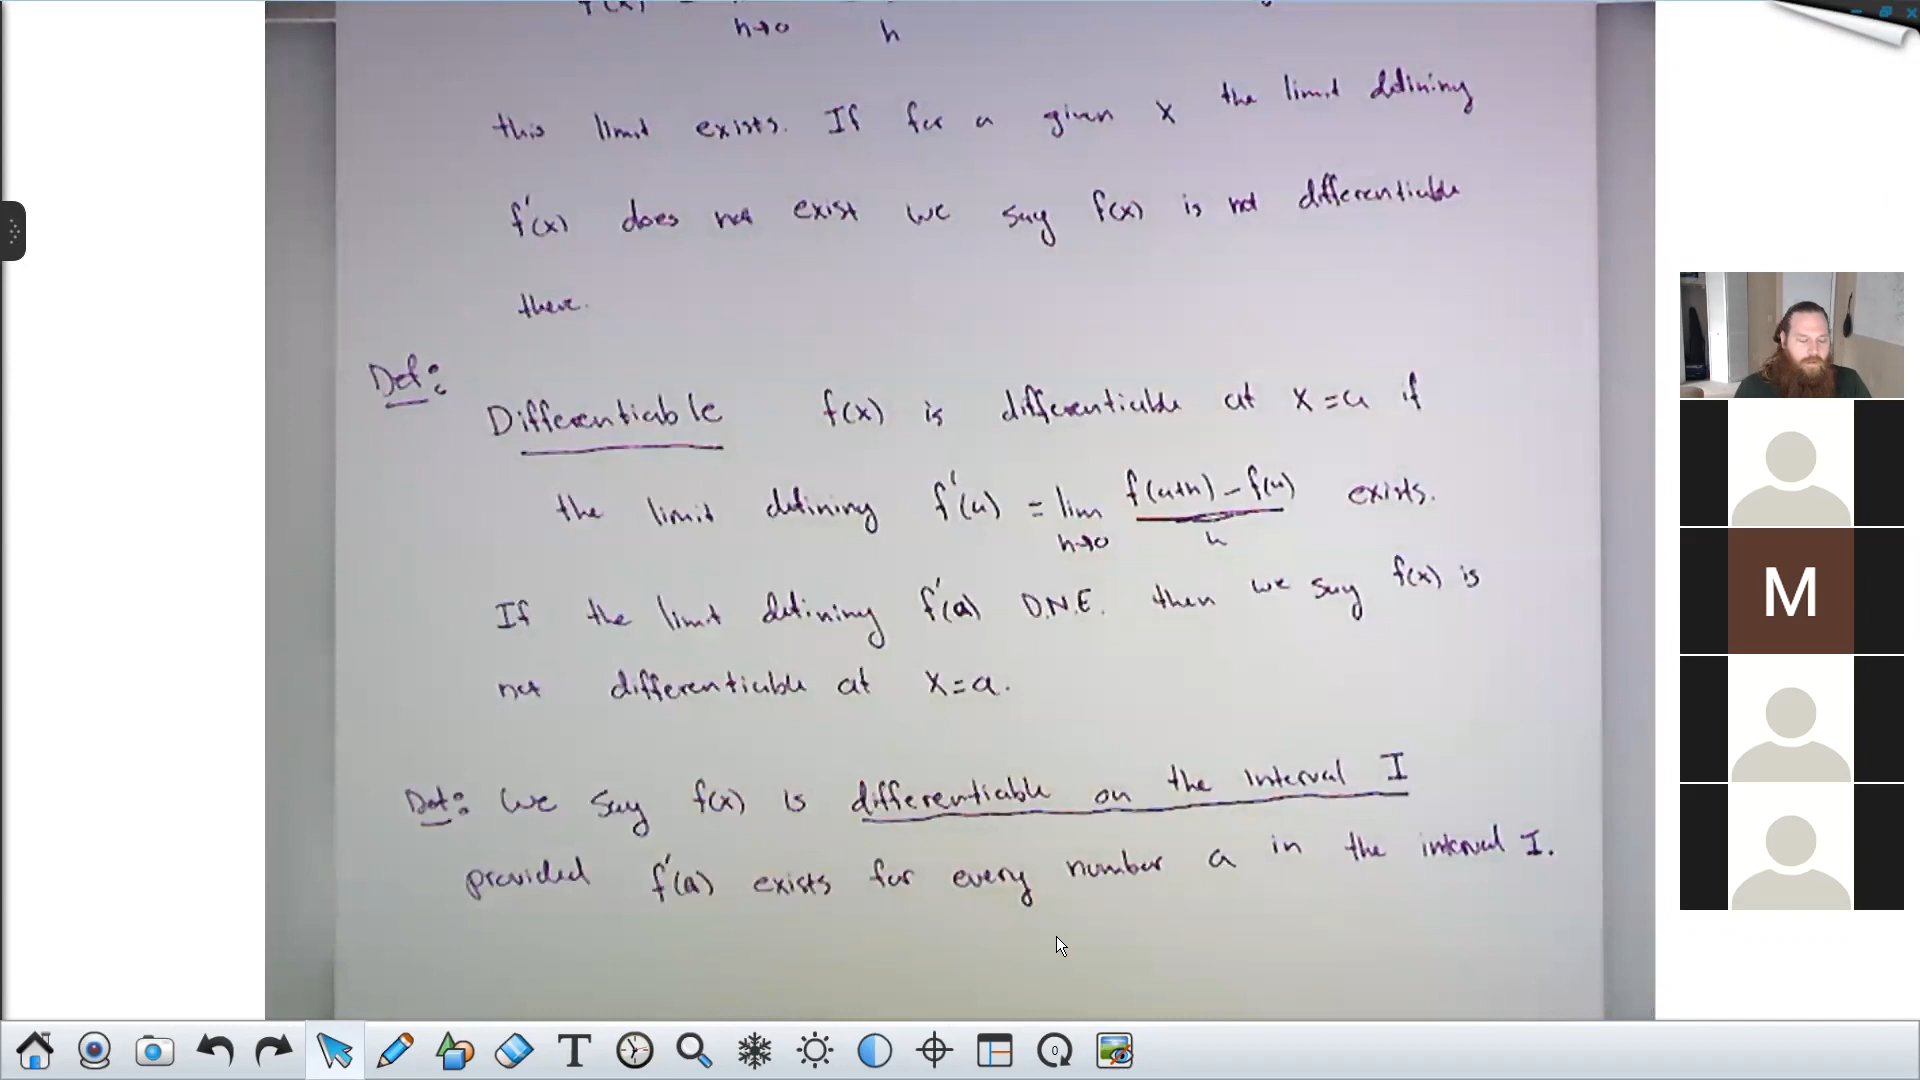 f'(x)
h→0 h
this limit exists. If for a given x the limit defining
f'(x) does not exist we say f(x) is not differentiable
there.
Def:
Differentiable f(x) is differentiable at x=a if
the limit defining f'(a) = lim f(a+h) - f(a) exists.
h→0 h
If the limit defining f'(a) D.N.E. then we say f(x) is
not differentiable at x=a.
Def: We say f(x) is differentiable on the interval I
provided f'(a) exists for every number a in the interval I.
M
T
0